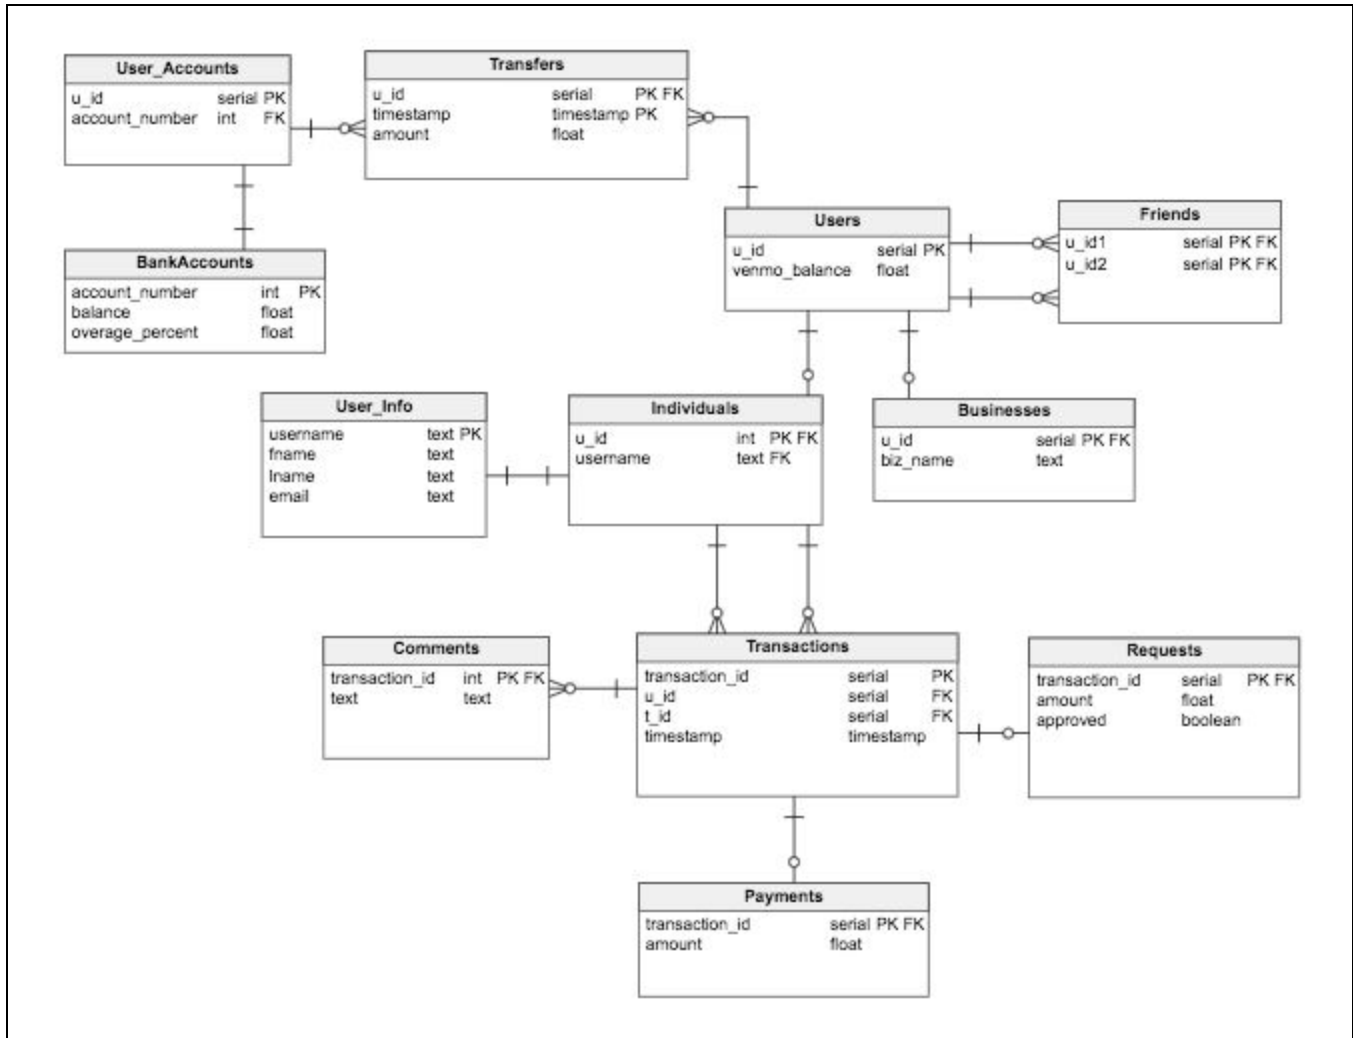 User_Accounts
u_id serial PK
account_number int FK
Transfers
u_id serial PK FK
timestamp timestamp PK
amount float
Users
u_id serial PK
venmo_balance float
Friends
u_id1 serial PK FK
u_id2 serial PK FK
BankAccounts
account_number int PK
balance float
overage_percent float
User_Info
username text PK
fname text
lname text
email text
Individuals
u_id int PK FK
username text FK
Businesses
u_id serial PK FK
biz_name text
Comments
transaction_id int PK FK
text text
Transactions
transaction_id serial PK
u_id serial FK
t_id serial FK
timestamp timestamp
Requests
transaction_id serial PK FK
amount float
approved boolean
Payments
transaction_id serial PK FK
amount float